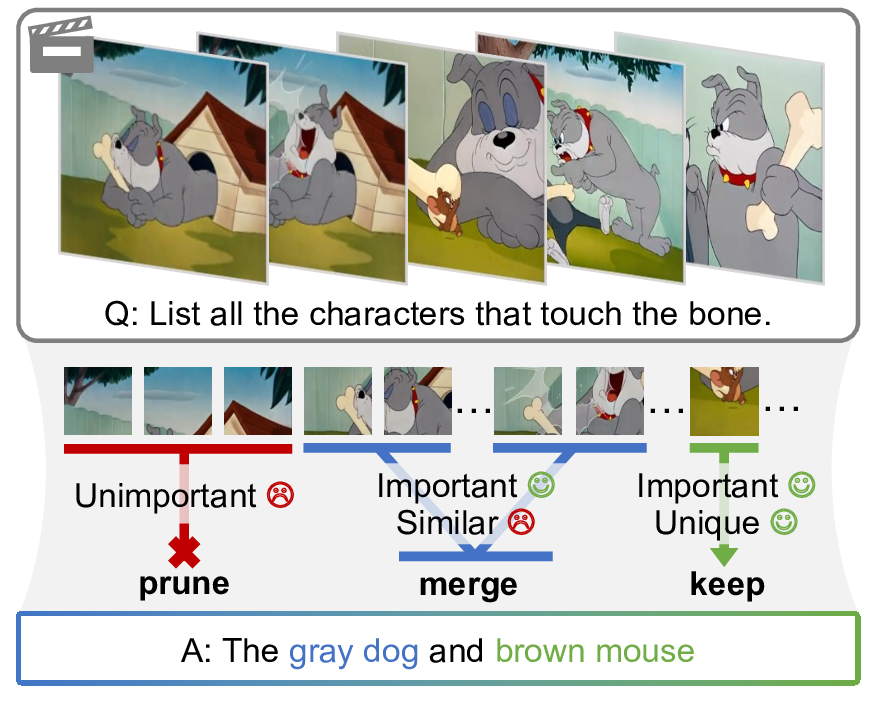 Q: List all the characters that touch the bone.
... ... ...
Unimportant
Important
Similar
Important
Unique
prune
merge
keep
A: The gray dog and brown mouse